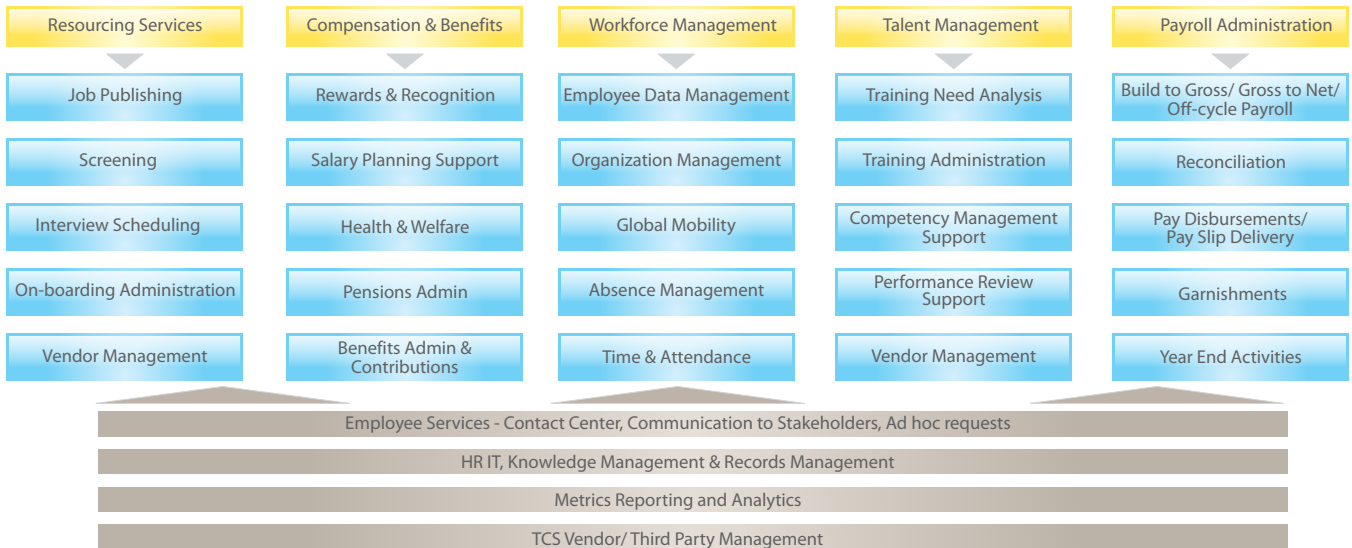 Resourcing Services
Compensation & Benefits
Workforce Management
Talent Management
Payroll Administration
Job Publishing
Rewards & Recognition
Employee Data Management
Training Need Analysis
Build to Gross/ Gross to Net/
Off-cycle Payroll
Screening
Salary Planning Support
Organization Management
Training Administration
Reconciliation
Interview Scheduling
Health & Welfare
Global Mobility
Competency Management
Support
Pay Disbursements/
Pay Slip Delivery
On-boarding Administration
Pensions Admin
Absence Management
Performance Review
Support
Garnishments
Vendor Management
Benefits Admin &
Contributions
Time & Attendance
Vendor Management
Year End Activities
Employee Services - Contact Center, Communication to Stakeholders, Ad hoc requests
HR IT, Knowledge Management & Records Management
Metrics Reporting and Analytics
TCS Vendor/ Third Party Management